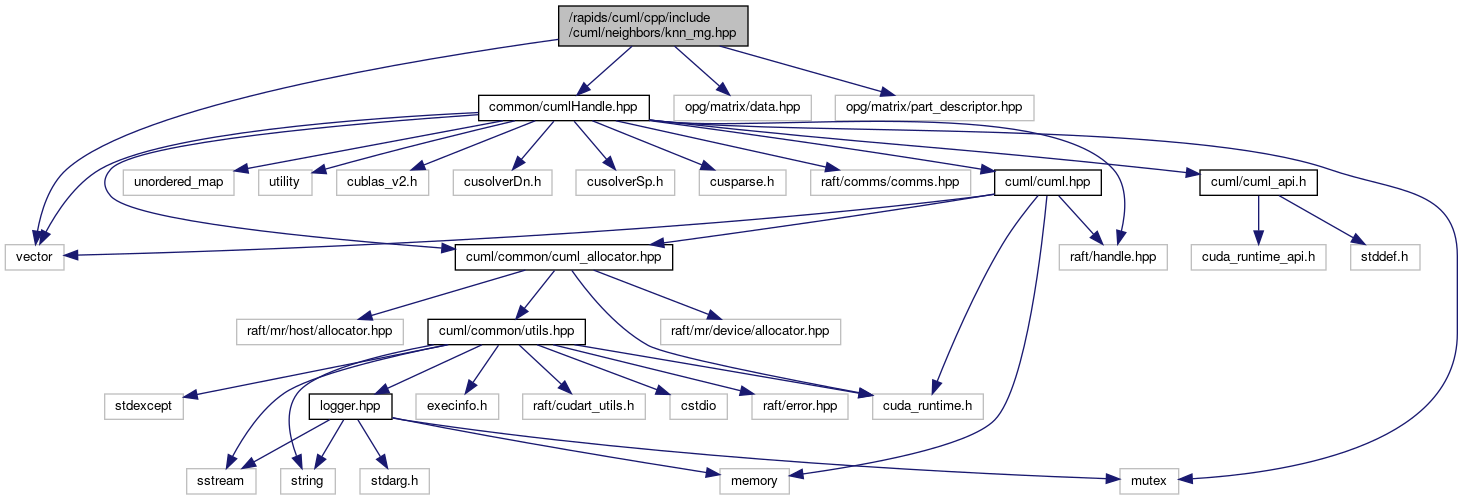 /rapids/cuml/cpp/include
/cuml/neighbors/knn_mg.hpp
common/cumlHandle.hpp
opg/matrix/data.hpp
opg/matrix/part_descriptor.hpp
unordered_map
utility
cublas_v2.h
cusolverDn.h
cusolverSp.h
cusparse.h
raft/comms/comms.hpp
cuml/cuml.hpp
cuml/cuml_api.h
vector
cuml/common/cuml_allocator.hpp
raft/handle.hpp
cuda_runtime_api.h
stddef.h
raft/mr/host/allocator.hpp
cuml/common/utils.hpp
raft/mr/device/allocator.hpp
stdexcept
logger.hpp
execinfo.h
raft/cudart_utils.h
cstdio
raft/error.hpp
cuda_runtime.h
sstream
string
stdarg.h
memory
mutex